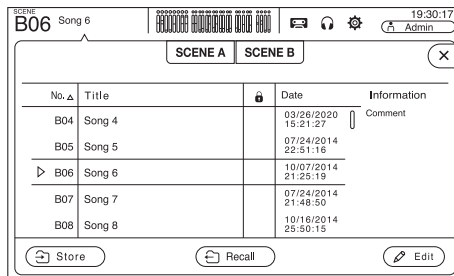 SCENE
B06 Song 6
19:30:17
Admin
SCENE A SCENE B
X
No. Title Date Information
B04 Song 4 03/26/2020 15:21:27 Comment
B05 Song 5 07/24/2014 22:51:16
B06 Song 6 10/07/2014 21:25:19
B07 Song 7 07/24/2014 21:48:50
B08 Song 8 10/16/2014 25:50:15
Store Recall Edit